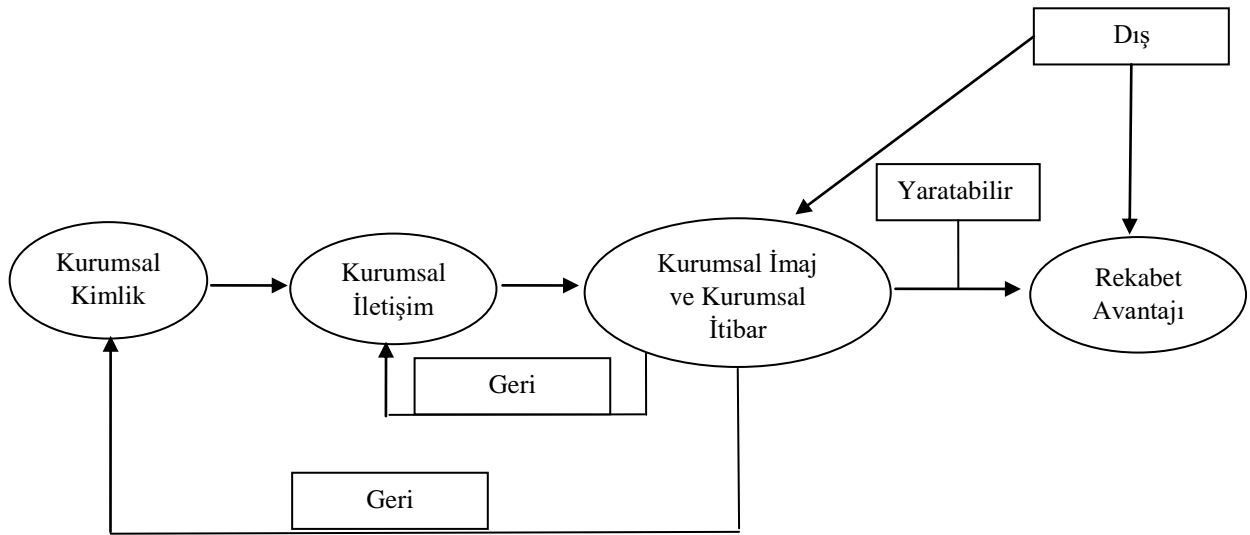 Dış
Yaratabilir
Kurumsal
Kimlik
Kurumsal
İletişim
Kurumsal İmaj
ve Kurumsal
İtibar
Rekabet
Avantajı
Geri
Geri